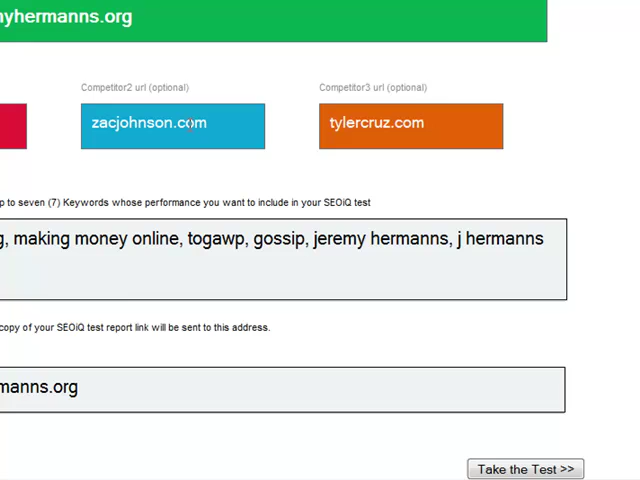 myhermanns.org
Competitor2 url (optional) Competitor3 url (optional)
zacjohnson.com tylercruz.com
p to seven (7) Keywords whose performance you want to include in your SEOiQ test
g, making money online, togawp, gossip, jeremy hermanns, j hermanns
copy of your SEOiQ test report link will be sent to this address.
manns.org
Take the Test >>